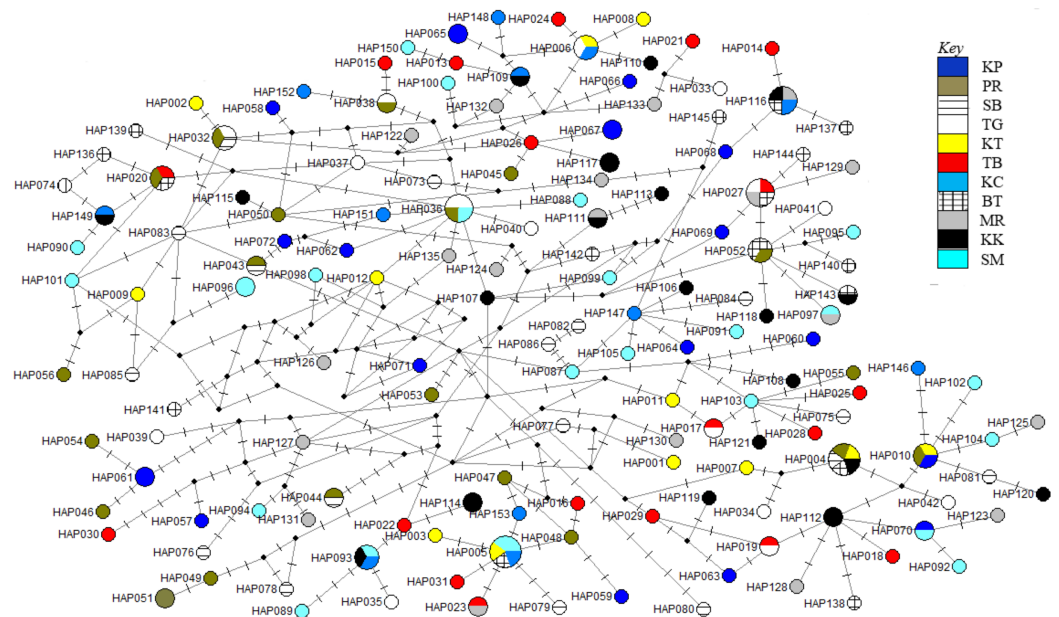 HAP148 HAP024 HAP008
HAP065
HAP150 HAP006 HAP021 HAP014
HAP015 HAP013 HAP110
HAP100 HAP109 HAP066 HAP033
HAP002 HAP058 HAP152 HAP038 HAP132 HAP133 HAP116
HAP139 HAP032 HAP122 HAP067 HAP145 HAP137
HAP136 HAP026 HAP068 HAP144
HAP020 HAP037 HAP117 HAP129
HAP074 HAP073 HAP045 HAP134
HAP115 HAP088 HAP113 HAP027
HAP149 HAP050 HAP151 HAP036 HAP111 HAP041
HAP090 HAP083 HAP072 HAP062 HAP040 HAP069 HAP052 HAP095
HAP043 HAP135 HAP124 HAP142 HAP140
HAP101 HAP096 HAP098 HAP012 HAP099
HAP009 HAP107 HAP106 HAP084 HAP143
HAP147 HAP118 HAP097
HAP082 HAP091
HAP086 HAP064 HAP060
HAP056 HAP085 HAP126 HAP071 HAP087 HAP105
HAP108 HAP055 HAP146 HAP102
HAP141 HAP053 HAP011 HAP103 HAP025
HAP039 HAP077 HAP017 HAP075 HAP125
HAP054 HAP127 HAP130 HAP121 HAP028 HAP104
HAP061 HAP047 HAP001 HAP007 HAP004 HAP010
HAP044 HAP081
HAP046 HAP057 HAP094 HAP131 HAP114 HAP153 HAP016 HAP119 HAP034 HAP042 HAP120
HAP030 HAP022 HAP029 HAP112 HAP123
HAP076 HAP003 HAP048 HAP070
HAP093 HAP005 HAP019 HAP018 HAP092
HAP049 HAP078 HAP031 HAP063 HAP128
HAP051 HAP035 HAP059
HAP089 HAP023 HAP079 HAP080 HAP138
Key
KP
PR
SB
TG
KT
TB
KC
BT
MR
KK
SM